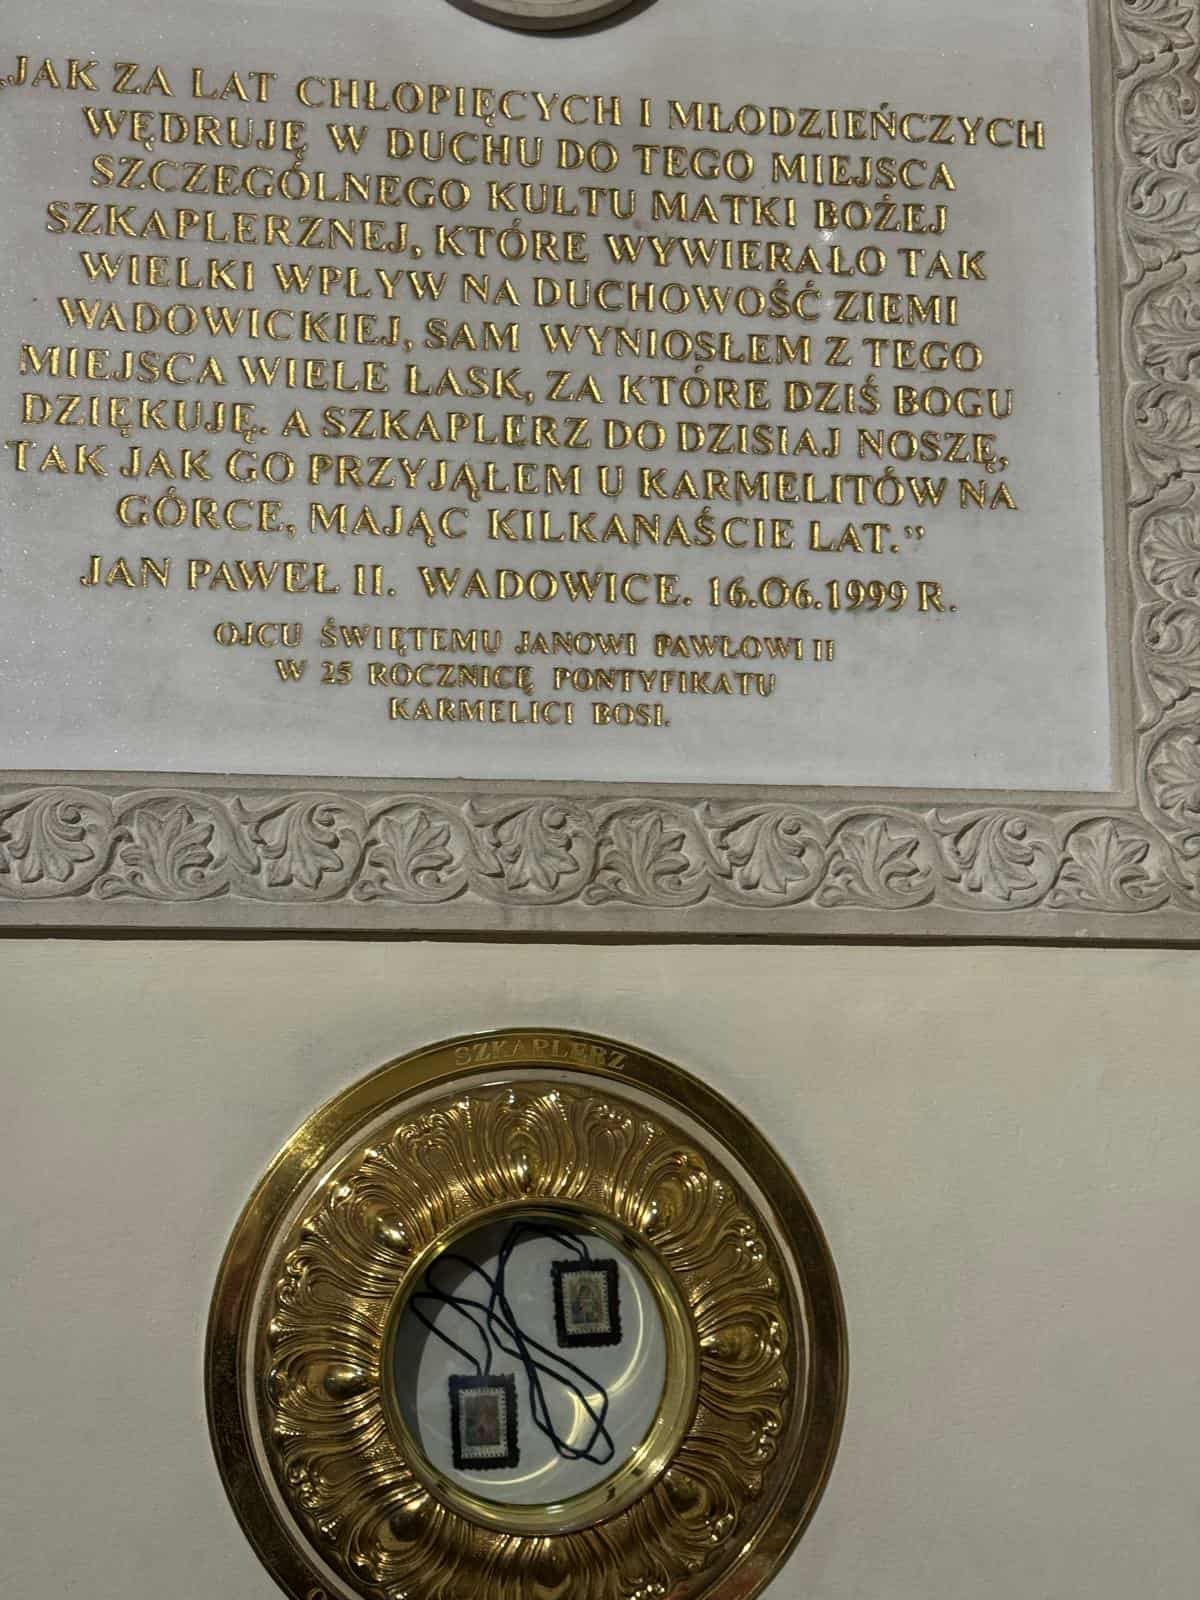 „JAK ZA LAT CHŁOPIĘCYCH I MŁODZIEŃCZYCH
WĘDRUJĘ W DUCHU DO TEGO MIEJSCA
SZCZEGÓLNEGO KULTU MATKI BOŻEJ
SZKAPLERZNEJ, KTÓRE WYWIERAŁO TAK
WIELKI WPŁYW NA DUCHOWOŚĆ ZIEMI
WADOWICKIEJ, SAM WYNIOSŁEM Z TEGO
MIEJSCA WIELE ŁASK, ZA KTÓRE DZIŚ BOGU
DZIĘKUJĘ. A SZKAPLERZ DO DZISIAJ NOSZĘ,
TAK JAK GO PRZYJĄŁEM U KARMELITÓW NA
GÓRCE, MAJĄC KILKANAŚCIE LAT.”
JAN PAWEŁ II. WADOWICE. 16.06.1999 R.
OJCU ŚWIĘTEMU JANOWI PAWŁOWI II
W 25 ROCZNICĘ PONTYFIKATU
KARMELICI BOSI.
SZKAPLERZ